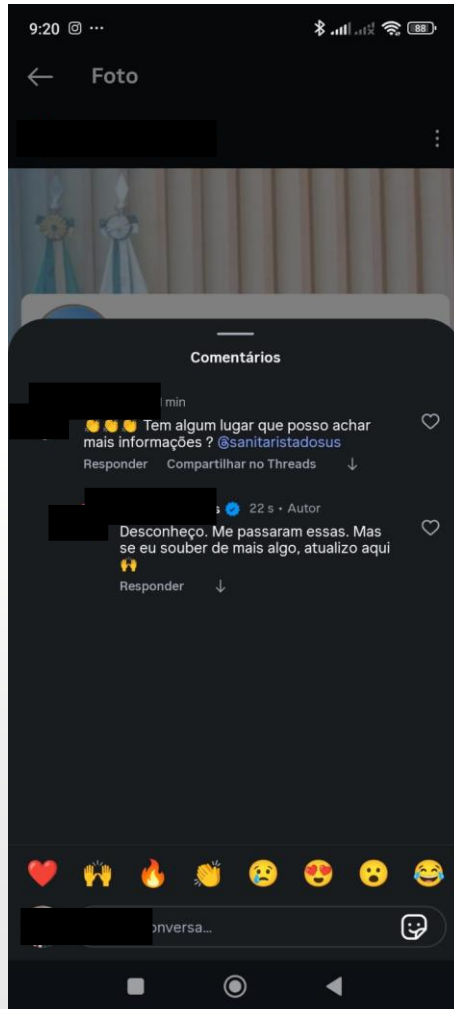 9:20
88
Foto
Comentários
min
👏👏👏 Tem algum lugar que posso achar
mais informações ? @sanitaristadosus
Responder Compartilhar no Threads
s 22 s • Autor
Desconheço. Me passaram essas. Mas
se eu souber de mais algo, atualizo aqui
🙌
Responder
onversa...